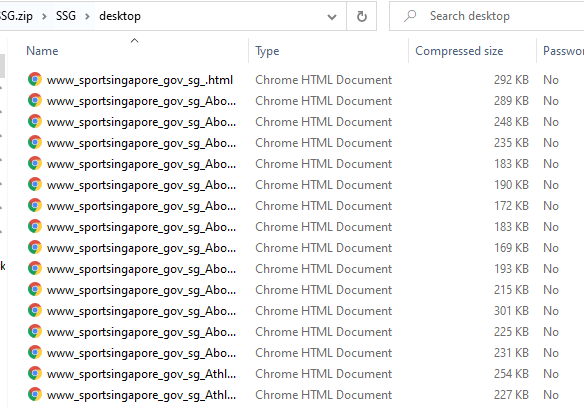 SSG.zip > SSG > desktop Search desktop
Name Type Compressed size Passwo
www_sportsingapore_gov_sg_.html Chrome HTML Document 292 KB No
www_sportsingapore_gov_sg_Abo... Chrome HTML Document 289 KB No
www_sportsingapore_gov_sg_Abo... Chrome HTML Document 248 KB No
www_sportsingapore_gov_sg_Abo... Chrome HTML Document 235 KB No
www_sportsingapore_gov_sg_Abo... Chrome HTML Document 183 KB No
www_sportsingapore_gov_sg_Abo... Chrome HTML Document 190 KB No
www_sportsingapore_gov_sg_Abo... Chrome HTML Document 172 KB No
www_sportsingapore_gov_sg_Abo... Chrome HTML Document 183 KB No
www_sportsingapore_gov_sg_Abo... Chrome HTML Document 169 KB No
k www_sportsingapore_gov_sg_Abo... Chrome HTML Document 193 KB No
www_sportsingapore_gov_sg_Abo... Chrome HTML Document 215 KB No
www_sportsingapore_gov_sg_Abo... Chrome HTML Document 301 KB No
www_sportsingapore_gov_sg_Abo... Chrome HTML Document 225 KB No
www_sportsingapore_gov_sg_Abo... Chrome HTML Document 231 KB No
www_sportsingapore_gov_sg_Athl... Chrome HTML Document 254 KB No
www_sportsingapore_gov_sg_Athl... Chrome HTML Document 227 KB No